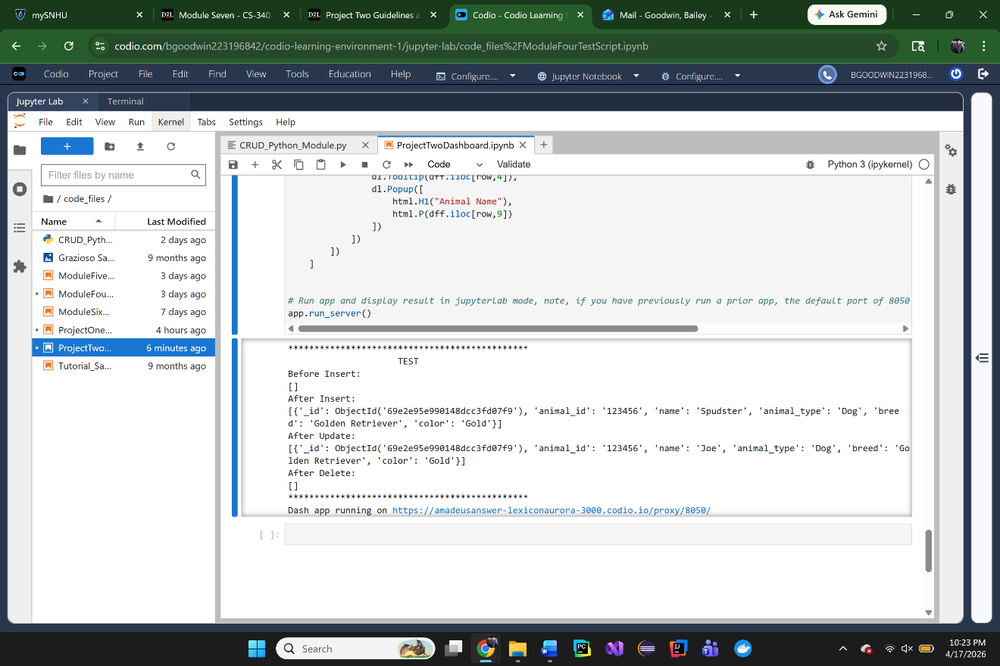 mySNHU
D2L Module Seven - CS-340-
D2L Project Two Guidelines a
Codio - Codio Learning
Mail - Goodwin, Bailey -
Ask Gemini
codio.com/bgoodwin223196842/codio-learning-environment-1/jupyter-lab/code_files%2FModuleFourTestScript.ipynb
Codio Project File Edit Find View Tools Education Help Configure.... Jupyter Notebook Configure.... BGOODWIN2231968...
Jupyter Lab Terminal
File Edit View Run Kernel Tabs Settings Help
CRUD_Python_Module.py ProjectTwoDashboard.ipynb
Code Validate Python 3 (ipykernel)
Filter files by name
/ code_files /
Name Last Modified
CRUD_Pyth... 2 days ago
Grazioso Sa... 9 months ago
ModuleFive... 3 days ago
ModuleFou... 3 days ago
ModuleSix... 7 days ago
ProjectOne... 4 hours ago
ProjectTwo... 6 minutes ago
Tutorial_Sa... 9 months ago
dl.Tooltip(dff.iloc[row,4]),
dl.Popup([
html.H1("Animal Name"),
html.P(dff.iloc[row,9])
])
])
])
]
# Run app and display result in jupyterlab mode, note, if you have previously run a prior app, the default port of 8050
app.run_server()
**********************************************
TEST
Before Insert:
[]
After Insert:
[{'_id': ObjectId('69e2e95e990148dcc3fd07f9'), 'animal_id': '123456', 'name': 'Spudster', 'animal_type': 'Dog', 'bree
d': 'Golden Retriever', 'color': 'Gold'}]
After Update:
[{'_id': ObjectId('69e2e95e990148dcc3fd07f9'), 'animal_id': '123456', 'name': 'Joe', 'animal_type': 'Dog', 'breed': 'Go
lden Retriever', 'color': 'Gold'}]
After Delete:
[]
**********************************************
Dash app running on https://amadeusanswer-lexiconaurora-3000.codio.io/proxy/8050/
[ ]:
Search
10:23 PM
4/17/2026